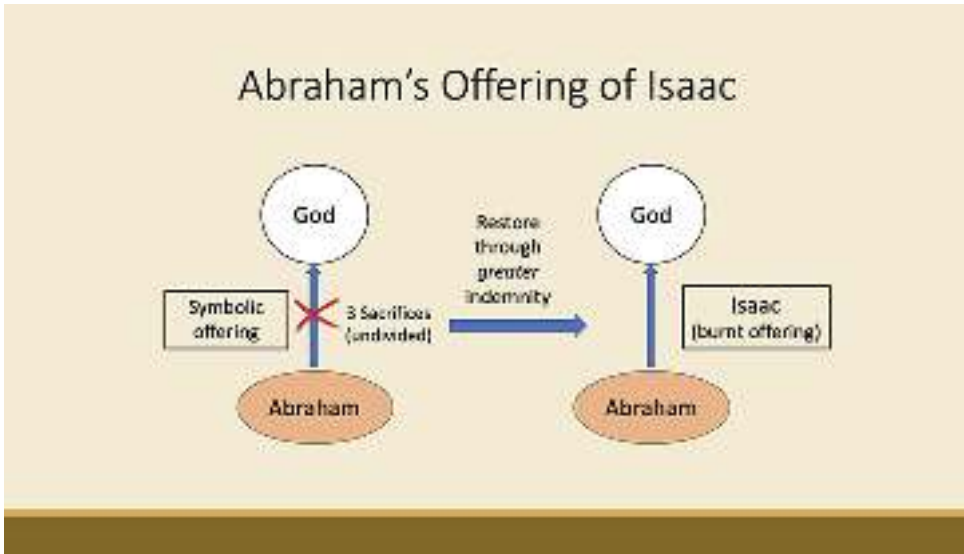 Abraham's Offering of Isaac
God
Symbolic
offering
3 Sacrifices
(undivided)
Abraham
Restore
through
greater
indemnity
God
Isaac
(burnt offering)
Abraham